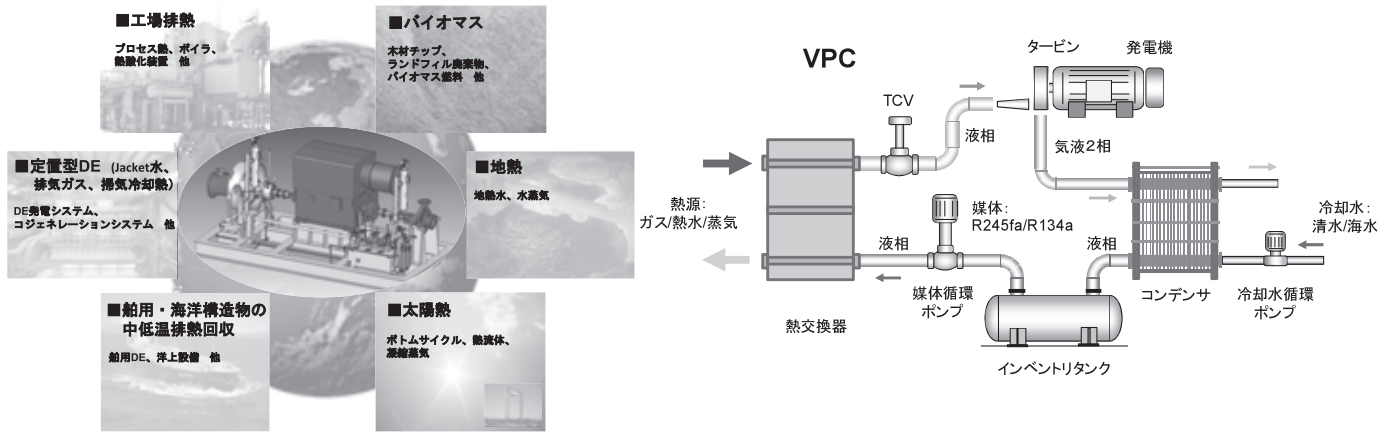 ■工場排熱
プロセス熱、ボイラ、
熱酸化装置　他
■バイオマス
木材チップ、
ランドフィル廃棄物、
バイオマス燃料　他
■定置型DE (Jacket水、
排気ガス、掃気冷却熱)
DE発電システム、
コジェネレーションシステム　他
■地熱
地熱水、水蒸気
■舶用・海洋構造物の
中低温排熱回収
舶用DE、洋上設備　他
■太陽熱
ボトムサイクル、熱流体、
凝縮蒸気
VPC
タービン
発電機
TCV
液相
気液2相
熱源:
ガス/熱水/蒸気
媒体:
R245fa/R134a
冷却水:
清水/海水
液相
液相
媒体循環
ポンプ
コンデンサ
冷却水循環
ポンプ
熱交換器
インベントリタンク